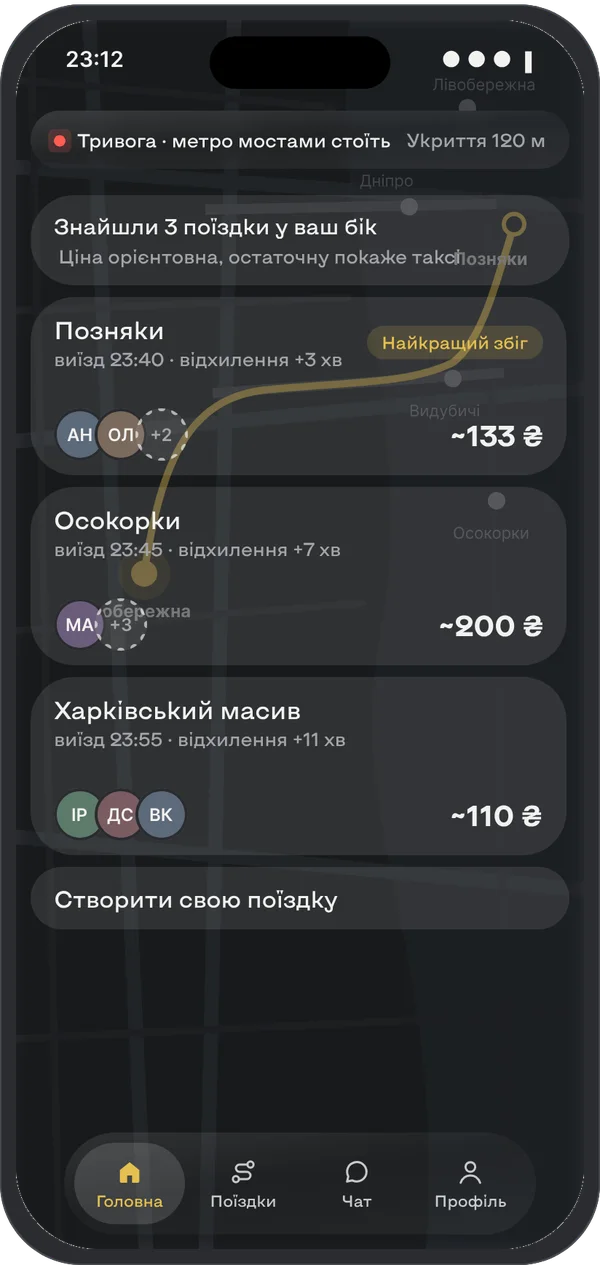 23:12
Лівобережна
Тривога · метро мостами стоїть Укриття 120 м
Дніпро
Знайшли 3 поїздки у ваш бік
Ціна орієнтовна, остаточну покаже таксі
Позняки
Позняки
Найкращий збіг
виїзд 23:40 · відхилення +3 хв
Видубичі
АН ОЛ +2
~133 ₴
Осокорки
Осокорки
виїзд 23:45 · відхилення +7 хв
обережна
МА +3
~200 ₴
Харківський масив
виїзд 23:55 · відхилення +11 хв
ІР ДС ВК
~110 ₴
Створити свою поїздку
Головна Поїздки Чат Профіль